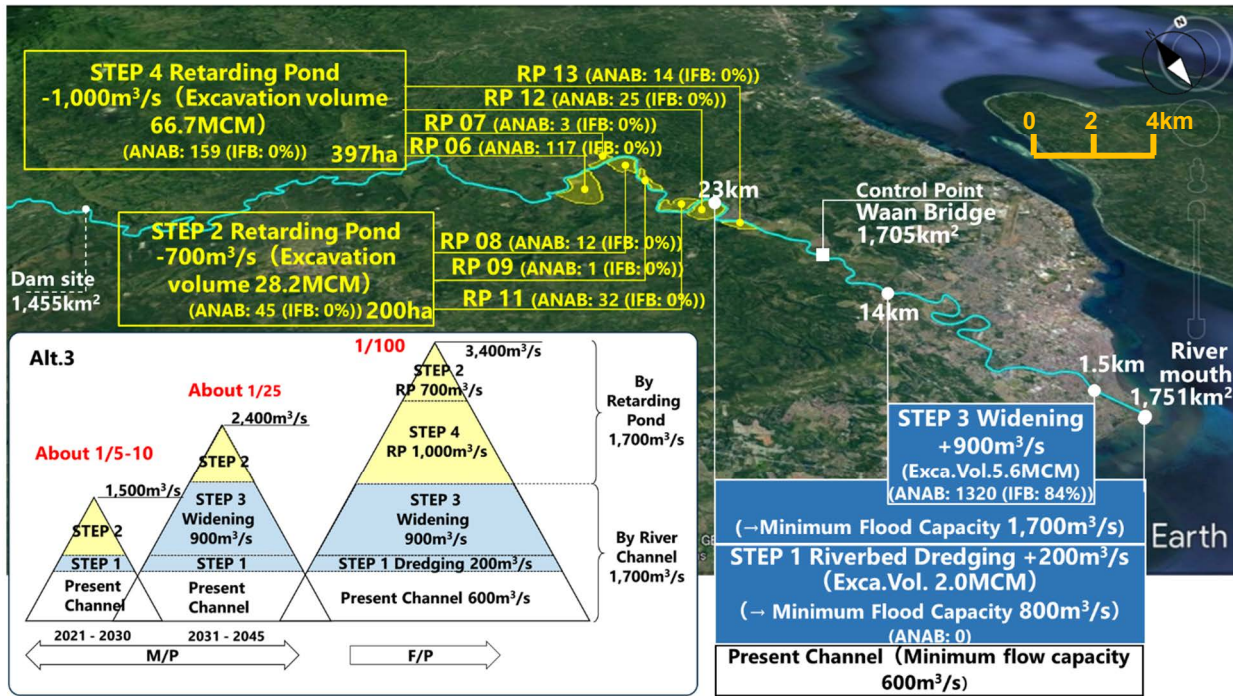 STEP 4 Retarding Pond
-1,000m³/s（Excavation volume
66.7MCM）
(ANAB: 159 (IFB: 0%))
397ha
RP 13 (ANAB: 14 (IFB: 0%)
RP 12 (ANAB: 25 (IFB: 0%)
RP 07 (ANAB: 3 (IFB: 0%)
RP 06 (ANAB: 117 (IFB: 0%)
N
0 2 4km
23km
Control Point
Waan Bridge
1,705km²
STEP 2 Retarding Pond
-700m³/s（Excavation
volume 28.2MCM）
(ANAB: 45 (IFB: 0%))
200ha
RP 08 (ANAB: 12 (IFB: 0%)
RP 09 (ANAB: 1 (IFB: 0%)
RP 11 (ANAB: 32 (IFB: 0%))
Dam site
1,455km²
14km
1.5km
River
mouth
1,751km²
STEP 3 Widening
+900m³/s
(Exca.Vol.5.6MCM)
(ANAB: 1320 (IFB: 84%))
(→Minimum Flood Capacity 1,700m³/s)
Earth
STEP 1 Riverbed Dredging +200m³/s
（Exca.Vol. 2.0MCM）
(→ Minimum Flood Capacity 800m³/s)
(ANAB: 0)
Present Channel（Minimum flow capacity
600m³/s）
Alt.3
1/100
3,400m³/s
STEP 2
RP 700m³/s
STEP 4
RP 1,000m³/s
STEP 3
Widening
900m³/s
STEP 1 Dredging 200m³/s
Present Channel 600m³/s
By
Retarding
Pond
1,700m³/s
By River
Channel
1,700m³/s
About 1/25
2,400m³/s
STEP 2
STEP 3
Widening
900m³/s
STEP 1
Present
Channel
About 1/5-10
1,500m³/s
STEP 2
STEP 1
Present
Channel
2021 - 2030
2031 - 2045
M/P
F/P